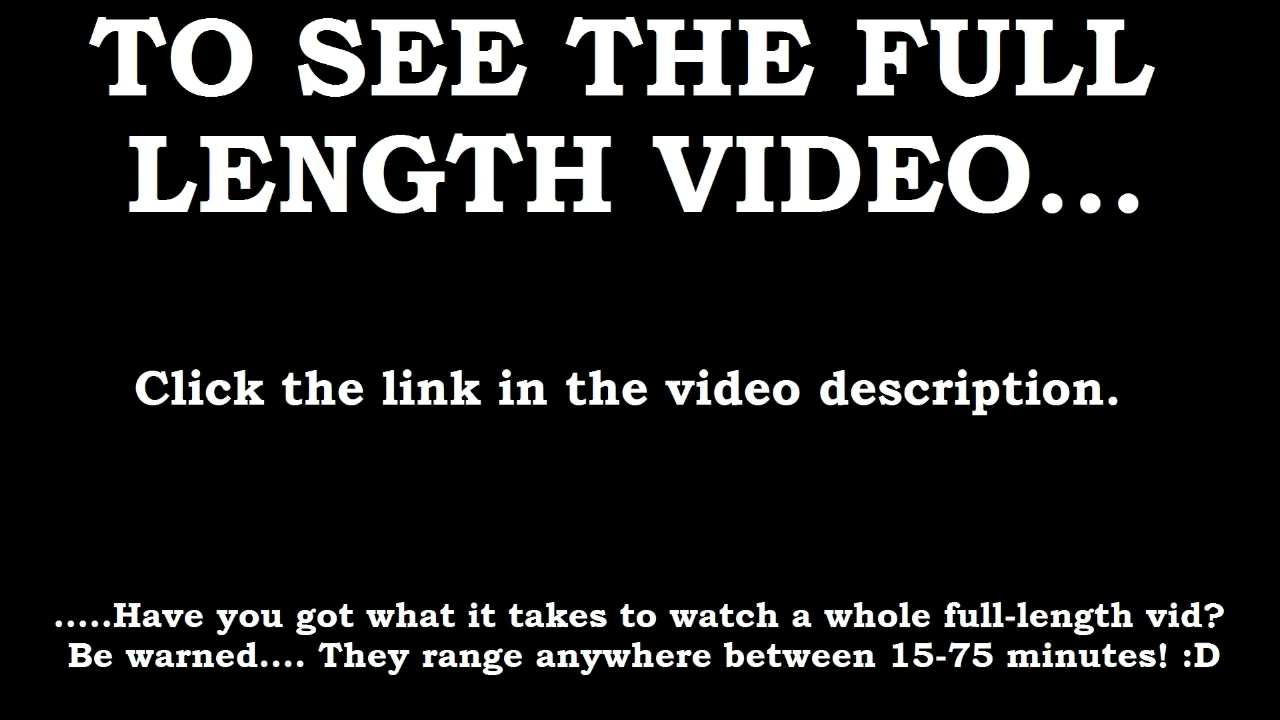 TO SEE THE FULL
LENGTH VIDEO...
Click the link in the video description.
.....Have you got what it takes to watch a whole full-length vid?
Be warned.... They range anywhere between 15-75 minutes! :D